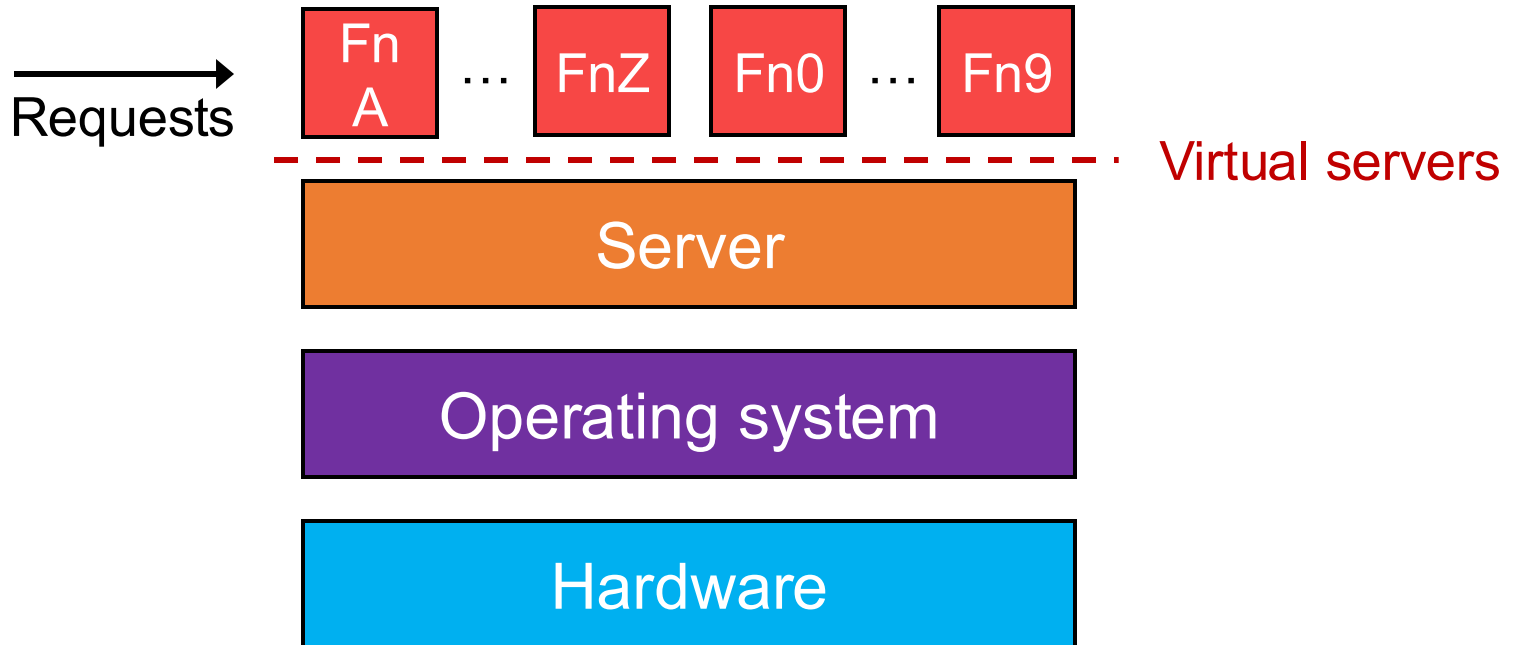 Fn
A
...
FnZ
Fn0
...
Fn9
Requests
Virtual servers
Server
Operating system
Hardware